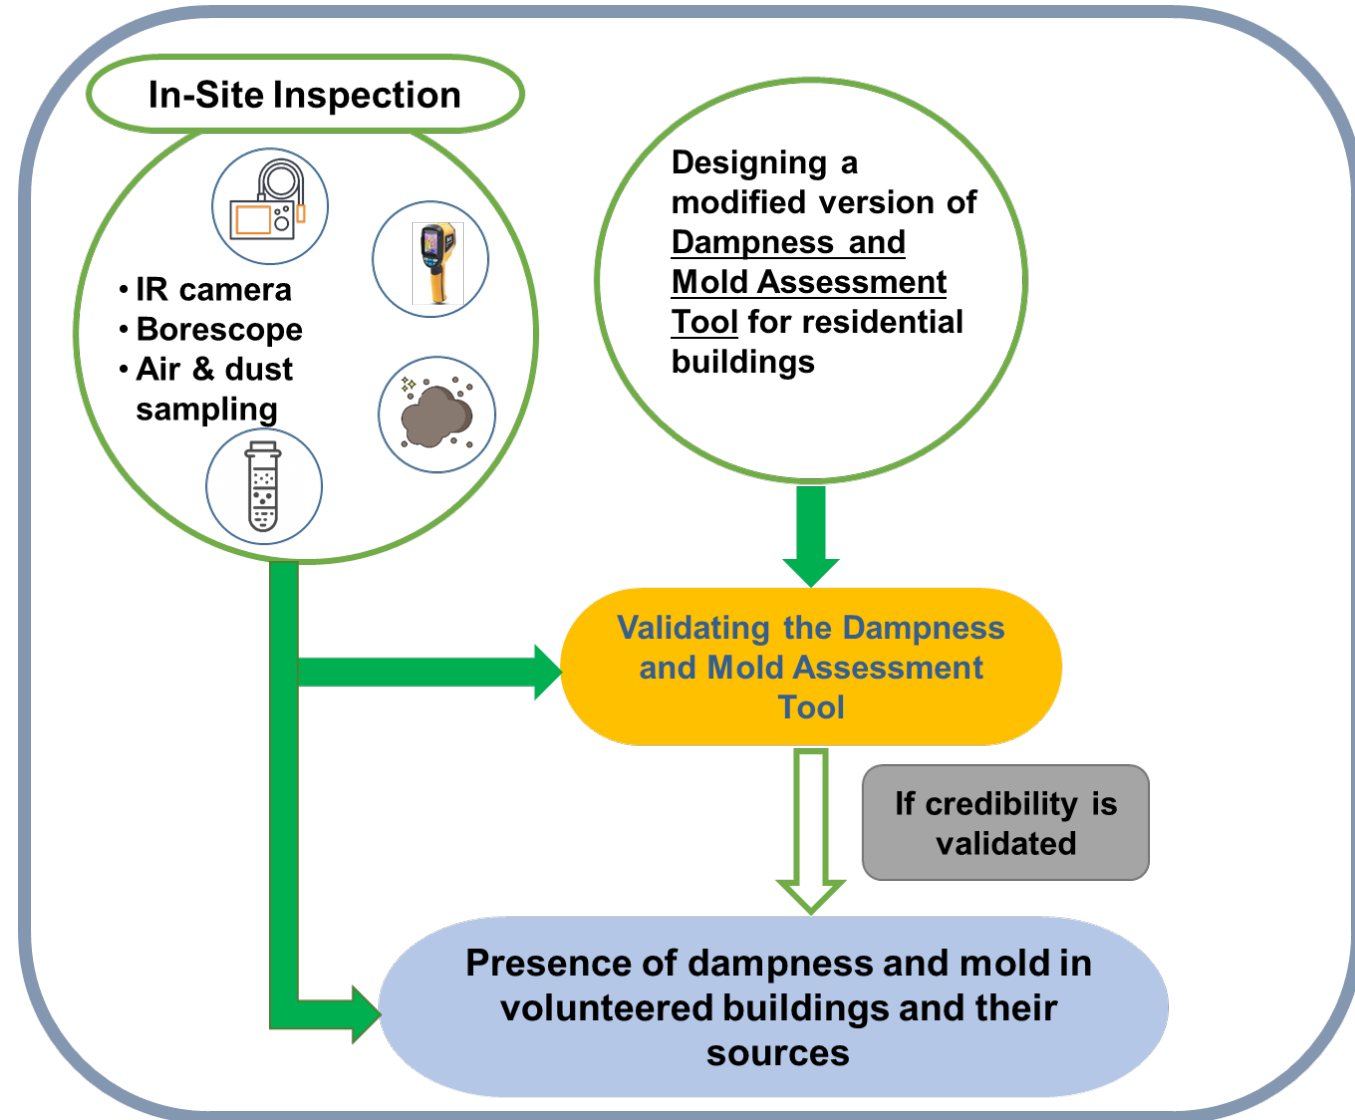 In-Site Inspection
• IR camera
• Borescope
• Air & dust
sampling
Designing a
modified version of
Dampness and
Mold Assessment
Tool for residential
buildings
Validating the Dampness
and Mold Assessment
Tool
If credibility is
validated
Presence of dampness and mold in
volunteered buildings and their
sources